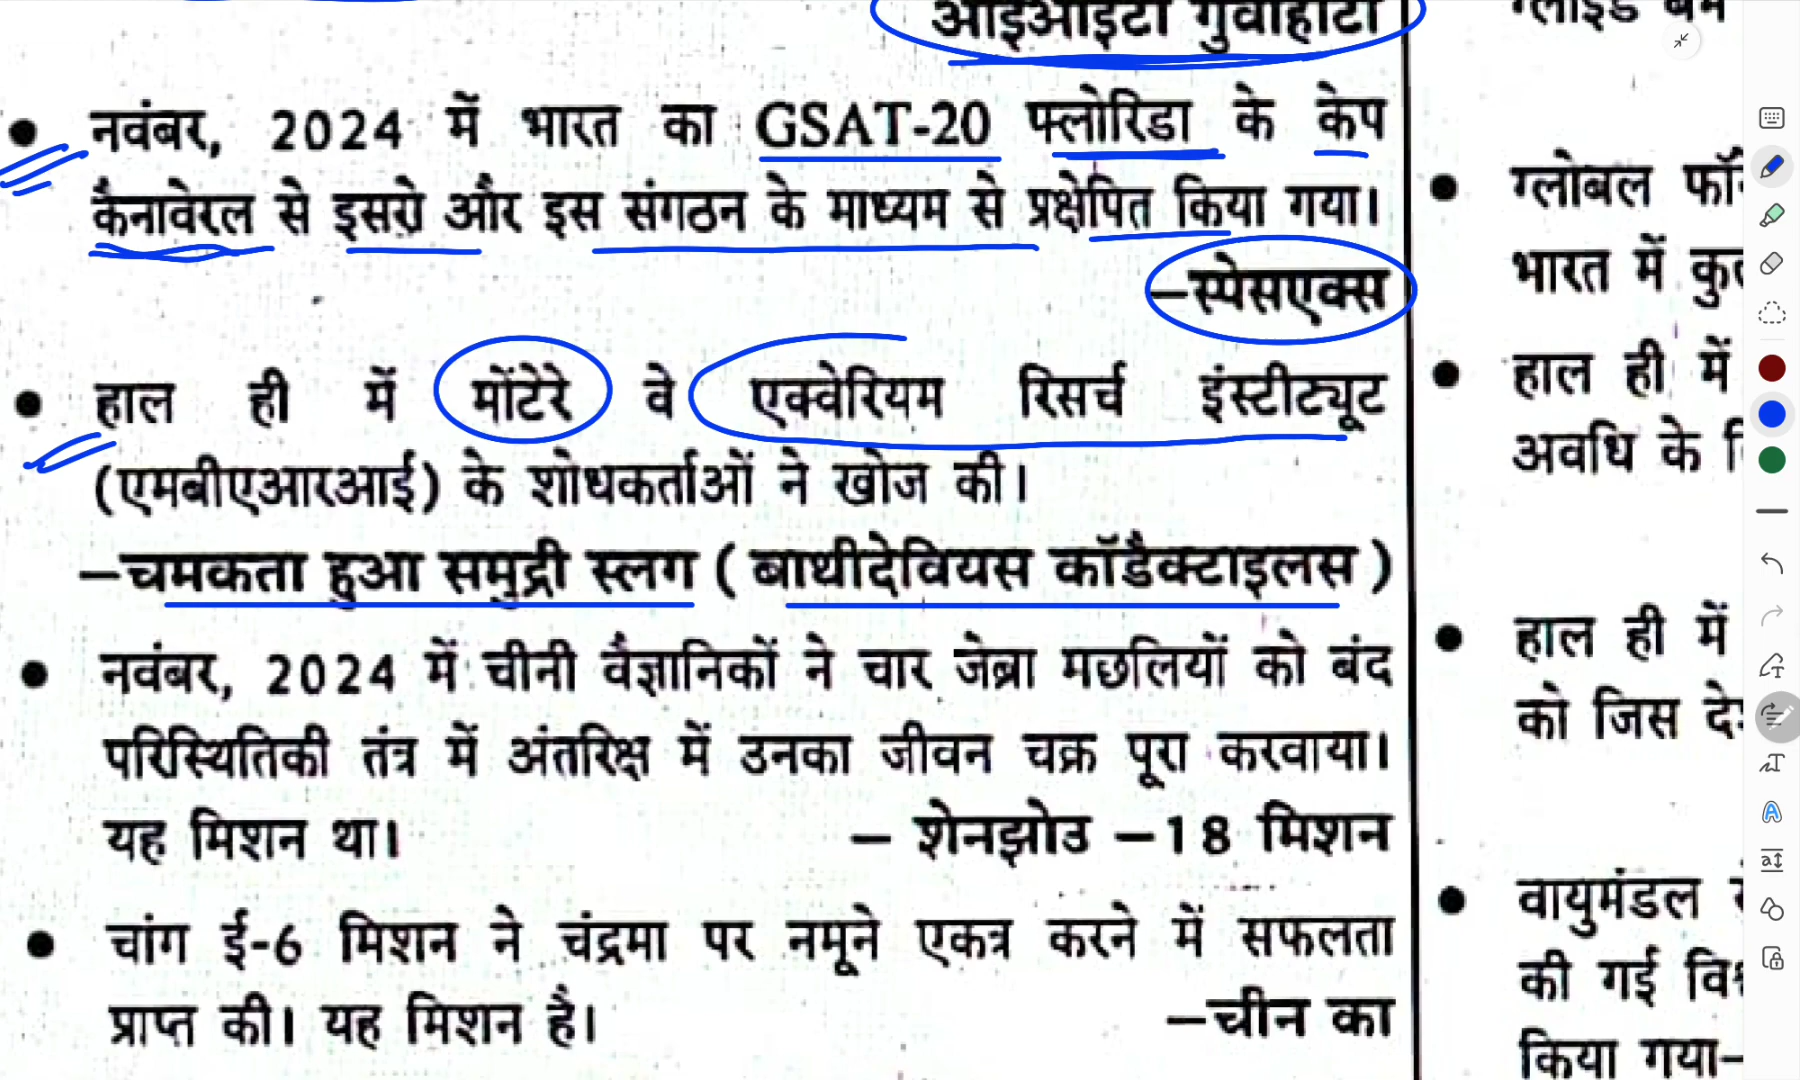 आइआइटी गुवाहाटी
• नवंबर, 2024 में भारत का GSAT-20 फ्लोरिडा के केप
कैनावेरल से इसरो और इस संगठन के माध्यम से प्रक्षेपित किया गया।
–स्पेसएक्स
• हाल ही में मोंटेरे वे एक्वेरियम रिसर्च इंस्टीट्यूट
(एमबीएआरआई) के शोधकर्ताओं ने खोज की।
–चमकता हुआ समुद्री स्लग ( बाथीदेवियस कॉडैक्टाइलस )
• नवंबर, 2024 में चीनी वैज्ञानिकों ने चार जेब्रा मछलियों को बंद
परिस्थितिकी तंत्र में अंतरिक्ष में उनका जीवन चक्र पूरा करवाया।
यह मिशन था। – शेनझोउ –18 मिशन
• चांग ई-6 मिशन ने चंद्रमा पर नमूने एकत्र करने में सफलता
प्राप्त की। यह मिशन है। –चीन का
• ग्लोबल
भारत में
• हाल ही में
अवधि के
• हाल ही में
को जिस
• वायुमंडल
की गई
किया गया–